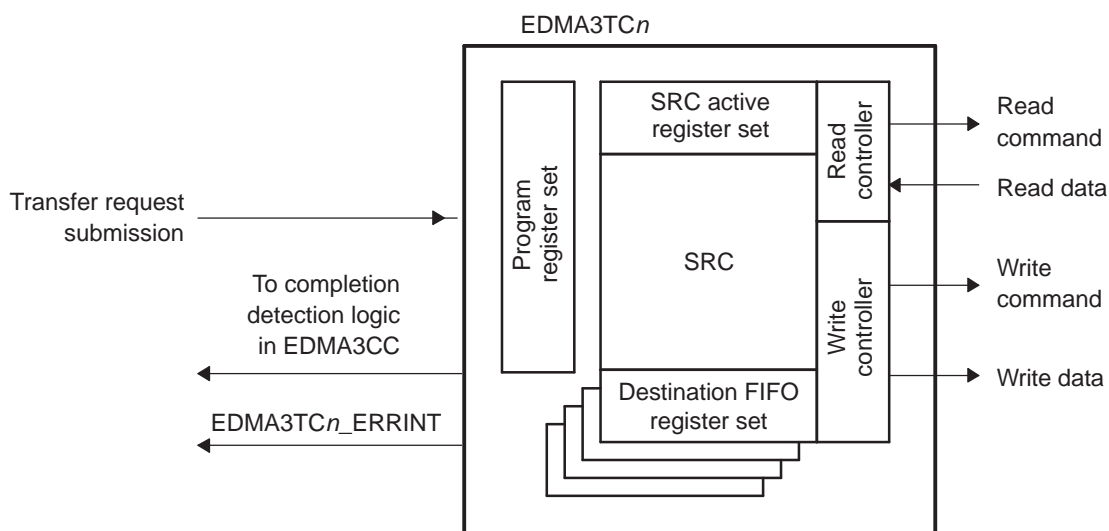 EDMA3TCn
SRC active
register set
Read
controller
Read
command
Read data
Program
register set
Transfer request
submission
SRC
Write
controller
Write
command
To completion
detection logic
in EDMA3CC
Write data
Destination FIFO
register set
EDMA3TCn_ERRINT